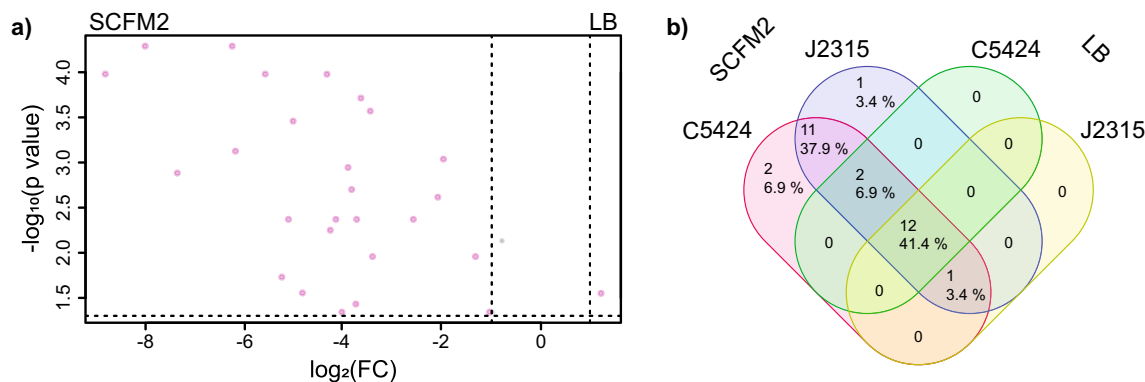 a)
SCFM2
LB
4.0
3.5
3.0
2.5
2.0
1.5
-log₁₀(p value)
-8
-6
-4
-2
0
log₂(FC)
b)
SCFM2
LB
J2315
C5424
C5424
J2315
1
3.4 %
0
11
37.9 %
0
0
2
6.9 %
2
6.9 %
0
0
12
41.4 %
0
0
1
3.4 %
0
0